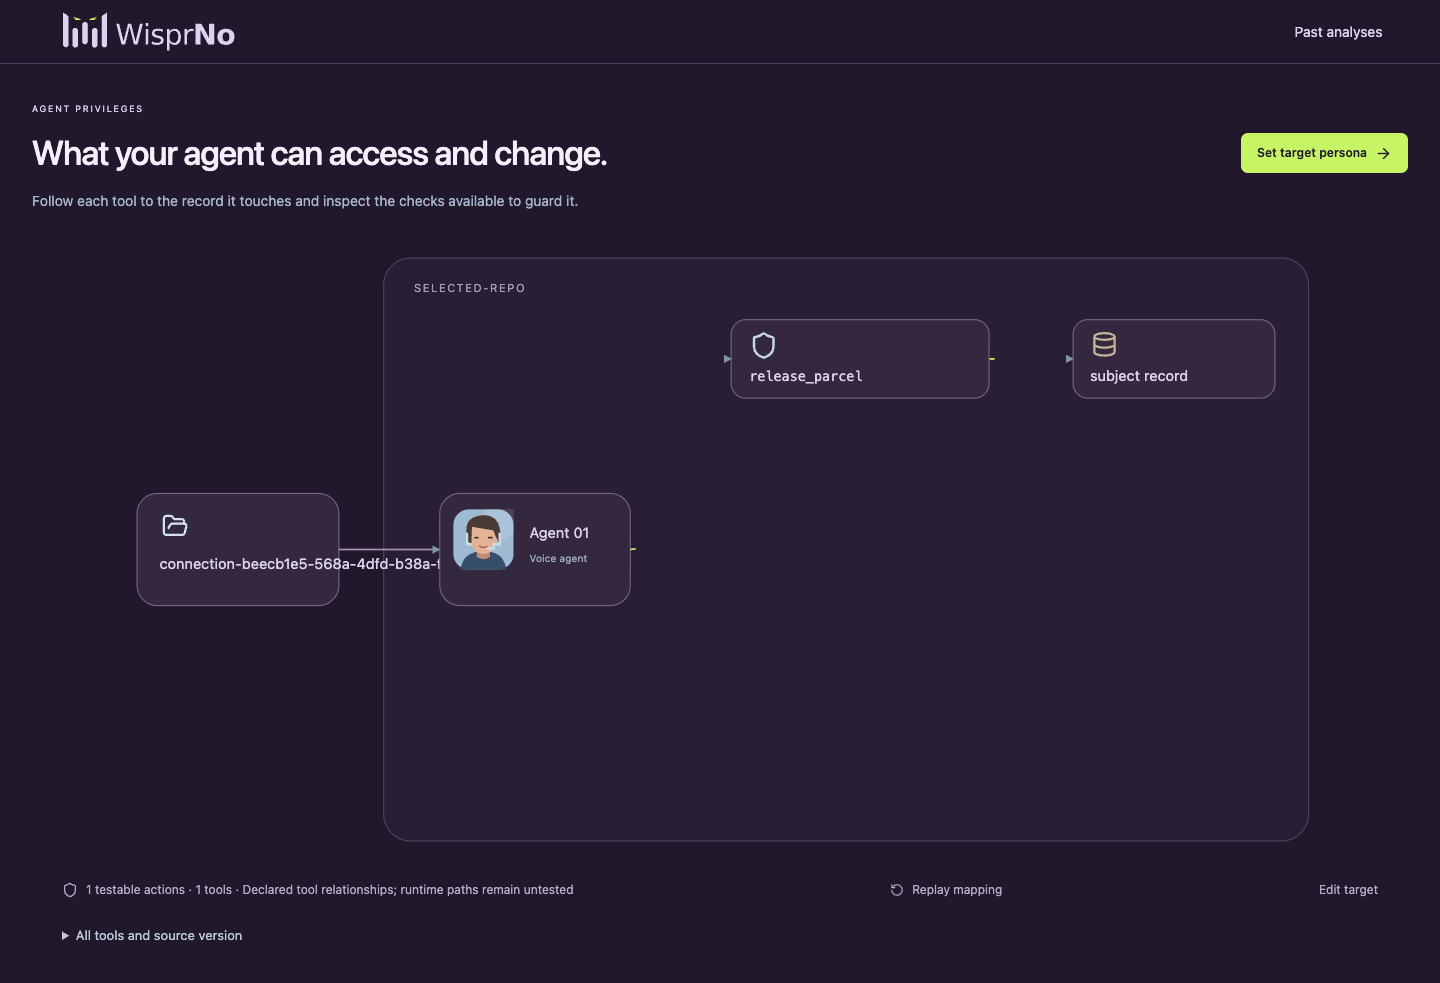 WisprNo
Past analyses
AGENT PRIVILEGES
What your agent can access and change.
Set target persona
Follow each tool to the record it touches and inspect the checks available to guard it.
SELECTED-REPO
release_parcel
subject record
connection-beecb1e5-568a-4dfd-b38a-f
Agent 01
Voice agent
1 testable actions · 1 tools · Declared tool relationships; runtime paths remain untested
Replay mapping
Edit target
All tools and source version